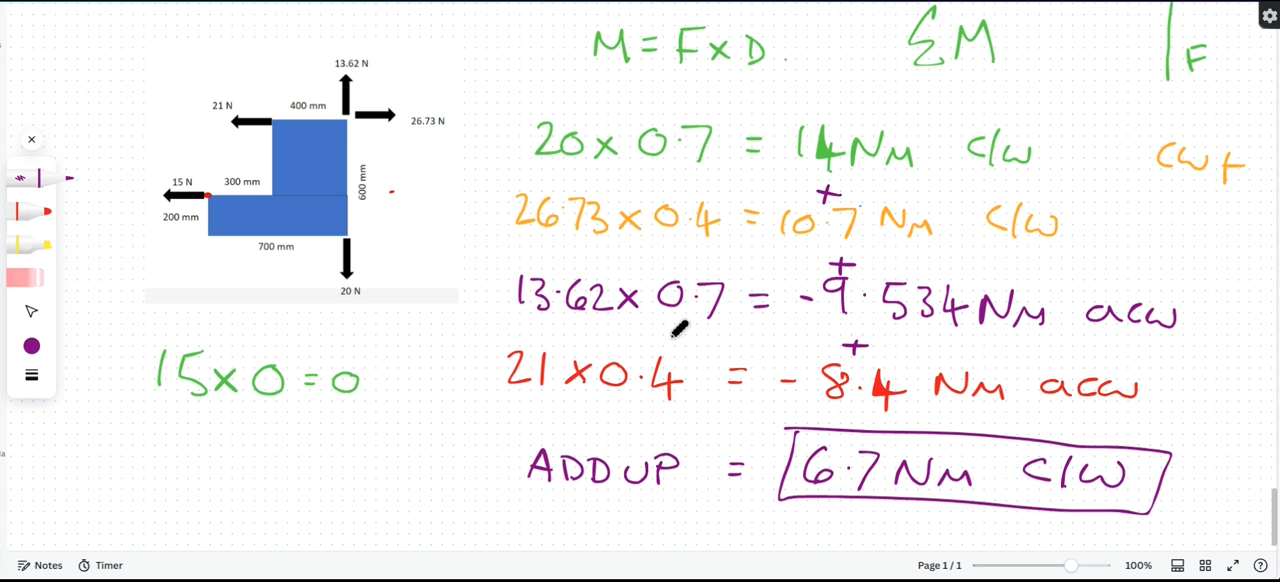 M = F x D. ΣM F
13.62 N
21 N 400 mm
26.73 N
20 x 0.7 = 14 NM c/w cw +
15 N 300 mm 600 mm
+
26.73 x 0.4 = 10.7 NM c/w
200 mm
700 mm
+
20 N
13.62 x 0.7 = - 9.534 NM acw
+
15 x 0 = 0
21 x 0.4 = - 8.4 NM acw
ADD UP = 6.7 NM c/w
Notes Timer Page 1 / 1 100%